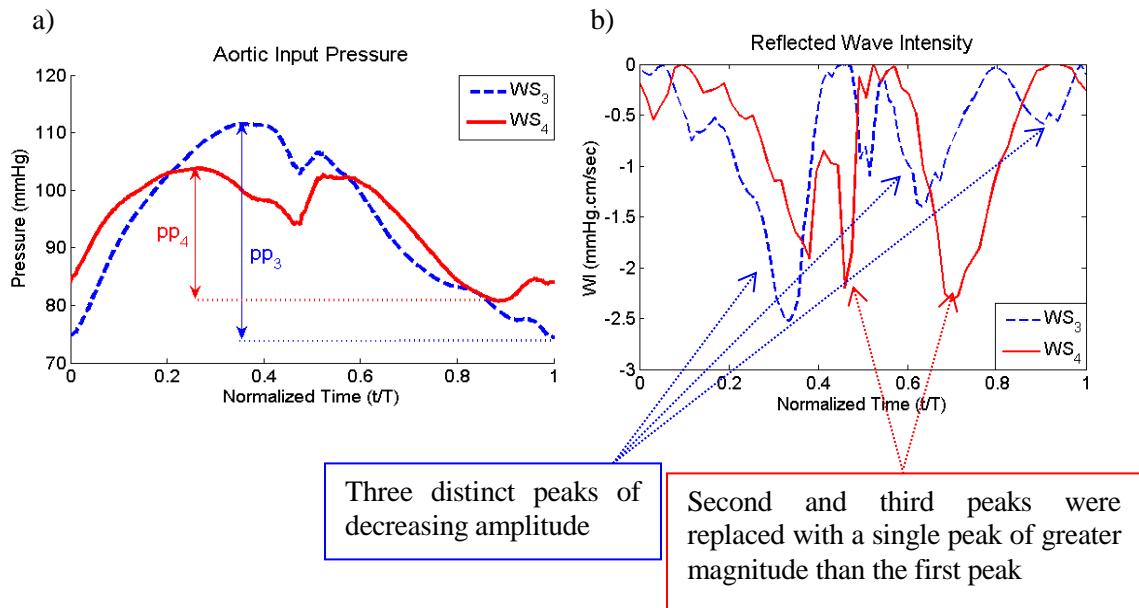 a)
Aortic Input Pressure
120
110
100
90
80
70
Pressure (mmHg)
WS3
WS4
pp4
pp3
0 0.2 0.4 0.6 0.8 1
Normalized Time (t/T)
b)
Reflected Wave Intensity
0
-0.5
-1
-1.5
-2
-2.5
-3
WI (mmHg.cm/sec)
WS3
WS4
0 0.2 0.4 0.6 0.8 1
Normalized Time (t/T)
Three distinct peaks of
decreasing amplitude
Second and third peaks were
replaced with a single peak of greater
magnitude than the first peak